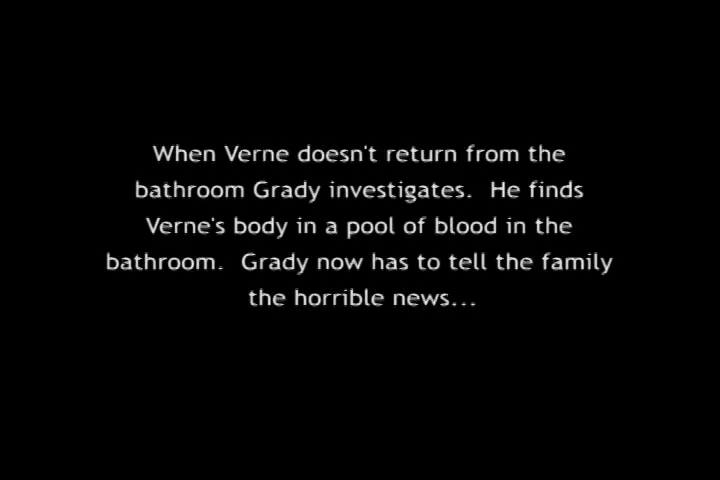 When Verne doesn't return from the
bathroom Grady investigates.  He finds
Verne's body in a pool of blood in the
bathroom.  Grady now has to tell the family
the horrible news...